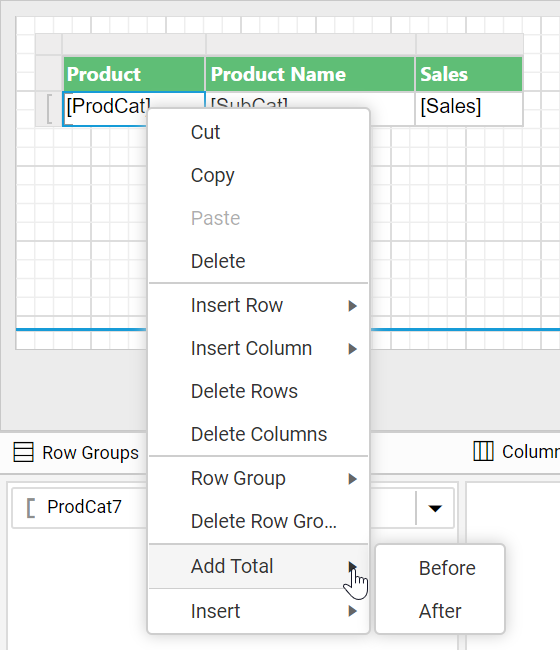 Product Product Name Sales
[ProdCat] [SubCat] [Sales]
Cut
Copy
Paste
Delete
Insert Row
Insert Column
Delete Rows
Delete Columns
Row Group
Delete Row Gro...
Add Total
Insert
Before
After
Row Groups Column
ProdCat7